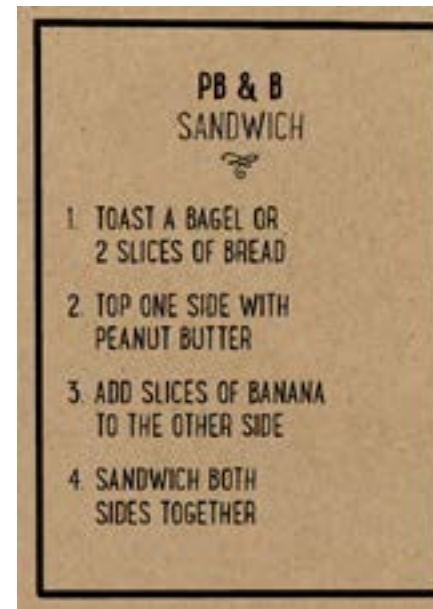 PB & B
SANDWICH
1. TOAST A BAGEL OR
2 SLICES OF BREAD
2. TOP ONE SIDE WITH
PEANUT BUTTER
3. ADD SLICES OF BANANA
TO THE OTHER SIDE
4. SANDWICH BOTH
SIDES TOGETHER